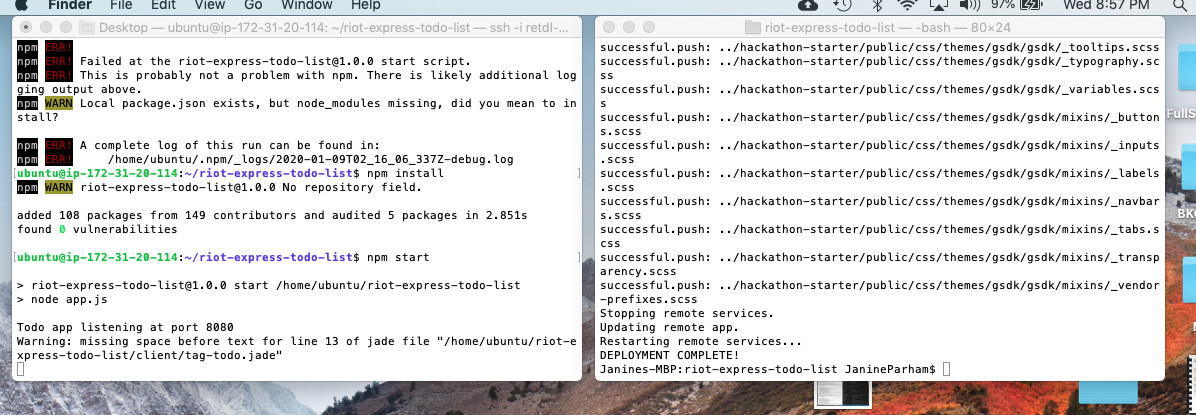 Finder File Edit View Go Window Help 97% Wed 8:57 PM
Desktop — ubuntu@ip-172-31-20-114: ~/riot-express-todo-list — ssh -i retdl-...
npm ERR!
npm ERR! Failed at the riot-express-todo-list@1.0.0 start script.
npm ERR! This is probably not a problem with npm. There is likely additional log
ging output above.
npm WARN Local package.json exists, but node_modules missing, did you mean to in
stall?
npm ERR! A complete log of this run can be found in:
npm ERR!     /home/ubuntu/.npm/_logs/2020-01-09T02_16_06_337Z-debug.log
[ubuntu@ip-172-31-20-114:~/riot-express-todo-list$ npm install ]
npm WARN riot-express-todo-list@1.0.0 No repository field.
added 108 packages from 149 contributors and audited 5 packages in 2.851s
found 0 vulnerabilities
[ubuntu@ip-172-31-20-114:~/riot-express-todo-list$ npm start ]
> riot-express-todo-list@1.0.0 start /home/ubuntu/riot-express-todo-list
> node app.js
Todo app listening at port 8080
Warning: missing space before text for line 13 of jade file "/home/ubuntu/riot-e
xpress-todo-list/client/tag-todo.jade"
riot-express-todo-list — -bash — 80×24
successful.push: ../hackathon-starter/public/css/themes/gsdk/gsdk/_tooltips.scss
successful.push: ../hackathon-starter/public/css/themes/gsdk/gsdk/_typography.sc
ss
successful.push: ../hackathon-starter/public/css/themes/gsdk/gsdk/_variables.scs
s
successful.push: ../hackathon-starter/public/css/themes/gsdk/gsdk/mixins/_button
s.scss
successful.push: ../hackathon-starter/public/css/themes/gsdk/gsdk/mixins/_inputs
.scss
successful.push: ../hackathon-starter/public/css/themes/gsdk/gsdk/mixins/_labels
.scss
successful.push: ../hackathon-starter/public/css/themes/gsdk/gsdk/mixins/_navbar
s.scss
successful.push: ../hackathon-starter/public/css/themes/gsdk/gsdk/mixins/_tabs.s
css
successful.push: ../hackathon-starter/public/css/themes/gsdk/gsdk/mixins/_transp
arency.scss
successful.push: ../hackathon-starter/public/css/themes/gsdk/gsdk/mixins/_vendor
-prefixes.scss
Stopping remote services.
Updating remote app.
Restarting remote services...
DEPLOYMENT COMPLETE!
Janines-MBP:riot-express-todo-list JanineParham$
FullS